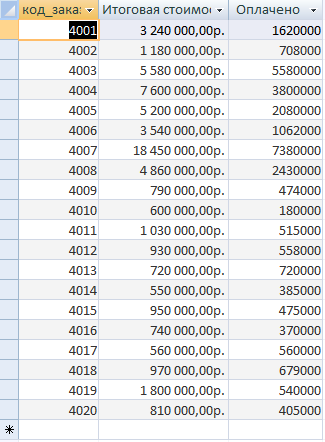 код_зака: Итоговая стоимо Оплачено
4001 3 240 000,00р. 1620000
4002 1 180 000,00р. 708000
4003 5 580 000,00р. 5580000
4004 7 600 000,00р. 3800000
4005 5 200 000,00р. 2080000
4006 3 540 000,00р. 1062000
4007 18 450 000,00р. 7380000
4008 4 860 000,00р. 2430000
4009 790 000,00р. 474000
4010 600 000,00р. 180000
4011 1 030 000,00р. 515000
4012 930 000,00р. 558000
4013 720 000,00р. 720000
4014 550 000,00р. 385000
4015 950 000,00р. 475000
4016 740 000,00р. 370000
4017 560 000,00р. 560000
4018 970 000,00р. 679000
4019 1 800 000,00р. 540000
4020 810 000,00р. 405000